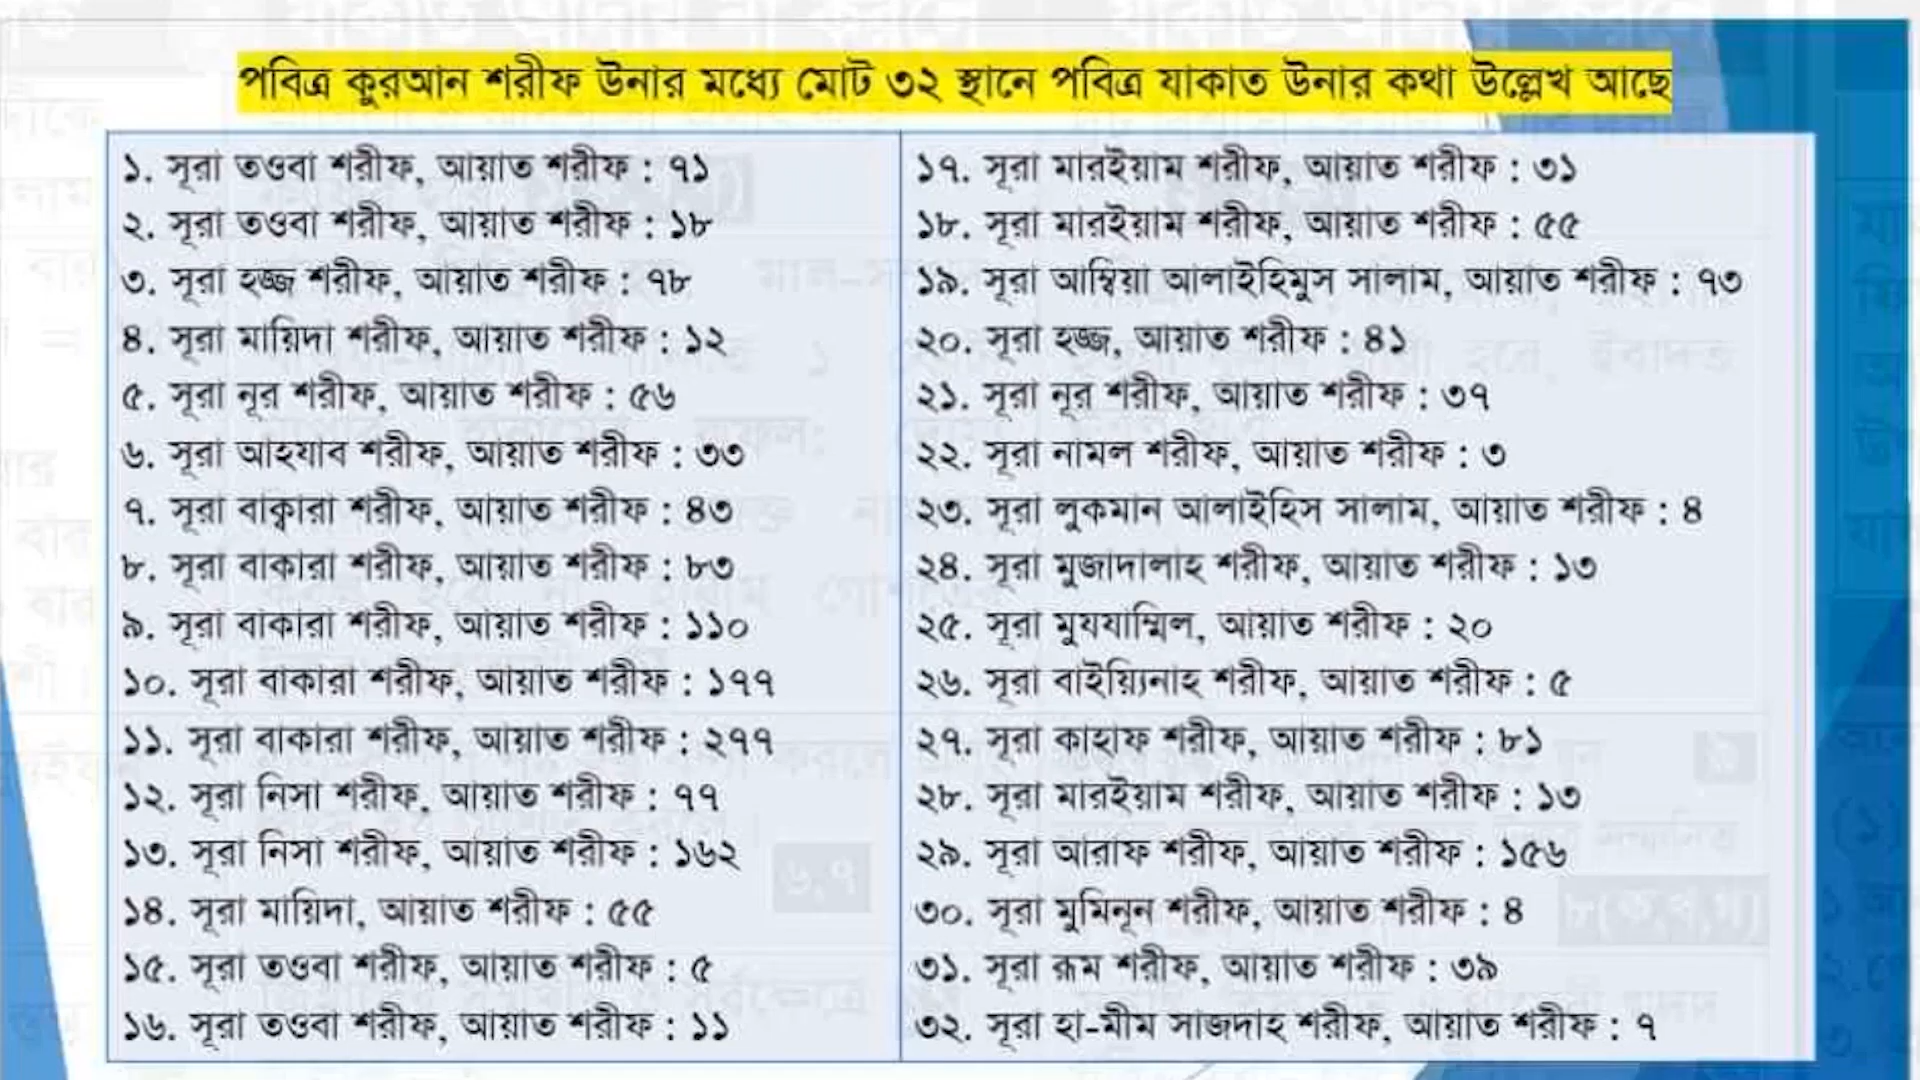 পবিত্র কুরআন শরীফ উনার মধ্যে মোট ৩২ স্থানে পবিত্র যাকাত উনার কথা উল্লেখ আছে
১. সূরা তওবা শরীফ, আয়াত শরীফ : ৭১
২. সূরা তওবা শরীফ, আয়াত শরীফ : ১৮
৩. সূরা হজ্জ শরীফ, আয়াত শরীফ : ৭৮
৪. সূরা মায়িদা শরীফ, আয়াত শরীফ : ১২
৫. সূরা নূর শরীফ, আয়াত শরীফ : ৫৬
৬. সূরা আহযাব শরীফ, আয়াত শরীফ : ৩৩
৭. সূরা বাক্বারা শরীফ, আয়াত শরীফ : ৪৩
৮. সূরা বাকারা শরীফ, আয়াত শরীফ : ৮৩
৯. সূরা বাকারা শরীফ, আয়াত শরীফ : ১১০
১০. সূরা বাকারা শরীফ, আয়াত শরীফ : ১৭৭
১১. সূরা বাকারা শরীফ, আয়াত শরীফ : ২৭৭
১২. সূরা নিসা শরীফ, আয়াত শরীফ : ৭৭
১৩. সূরা নিসা শরীফ, আয়াত শরীফ : ১৬২
১৪. সূরা মায়িদা, আয়াত শরীফ : ৫৫
১৫. সূরা তওবা শরীফ, আয়াত শরীফ : ৫
১৬. সূরা তওবা শরীফ, আয়াত শরীফ : ১১
১৭. সূরা মারইয়াম শরীফ, আয়াত শরীফ : ৩১
১৮. সূরা মারইয়াম শরীফ, আয়াত শরীফ : ৫৫
১৯. সূরা আম্বিয়া আলাইহিমুস সালাম, আয়াত শরীফ : ৭৩
২০. সূরা হজ্জ, আয়াত শরীফ : ৪১
২১. সূরা নূর শরীফ, আয়াত শরীফ : ৩৭
২২. সূরা নামল শরীফ, আয়াত শরীফ : ৩
২৩. সূরা লুকমান আলাইহিস সালাম, আয়াত শরীফ : ৪
২৪. সূরা মুজাদালাহ শরীফ, আয়াত শরীফ : ১৩
২৫. সূরা মুযযাম্মিল, আয়াত শরীফ : ২০
২৬. সূরা বাইয়্যিনাহ শরীফ, আয়াত শরীফ : ৫
২৭. সূরা কাহাফ শরীফ, আয়াত শরীফ : ৮১
২৮. সূরা মারইয়াম শরীফ, আয়াত শরীফ : ১৩
২৯. সূরা আরাফ শরীফ, আয়াত শরীফ : ১৫৬
৩০. সূরা মুমিনূন শরীফ, আয়াত শরীফ : ৪
৩১. সূরা রূম শরীফ, আয়াত শরীফ : ৩৯
৩২. সূরা হা-মীম সাজদাহ শরীফ, আয়াত শরীফ : ৭